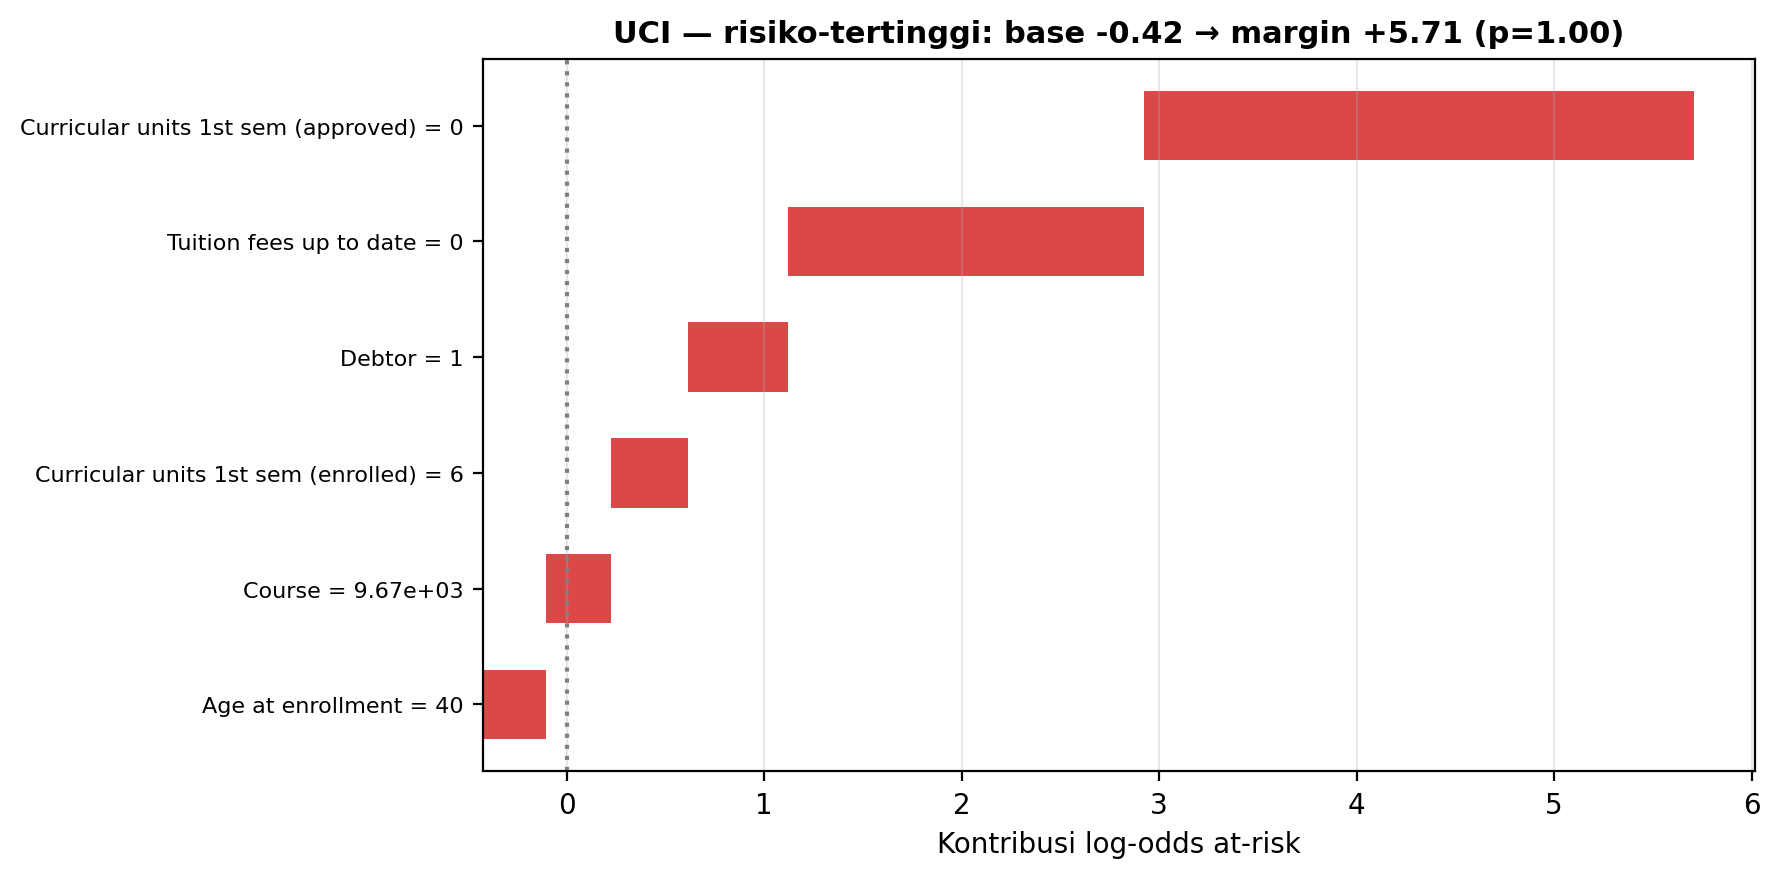 UCI — risiko-tertinggi: base -0.42 → margin +5.71 (p=1.00)
Curricular units 1st sem (approved) = 0
Tuition fees up to date = 0
Debtor = 1
Curricular units 1st sem (enrolled) = 6
Course = 9.67e+03
Age at enrollment = 40
0 1 2 3 4 5 6
Kontribusi log-odds at-risk